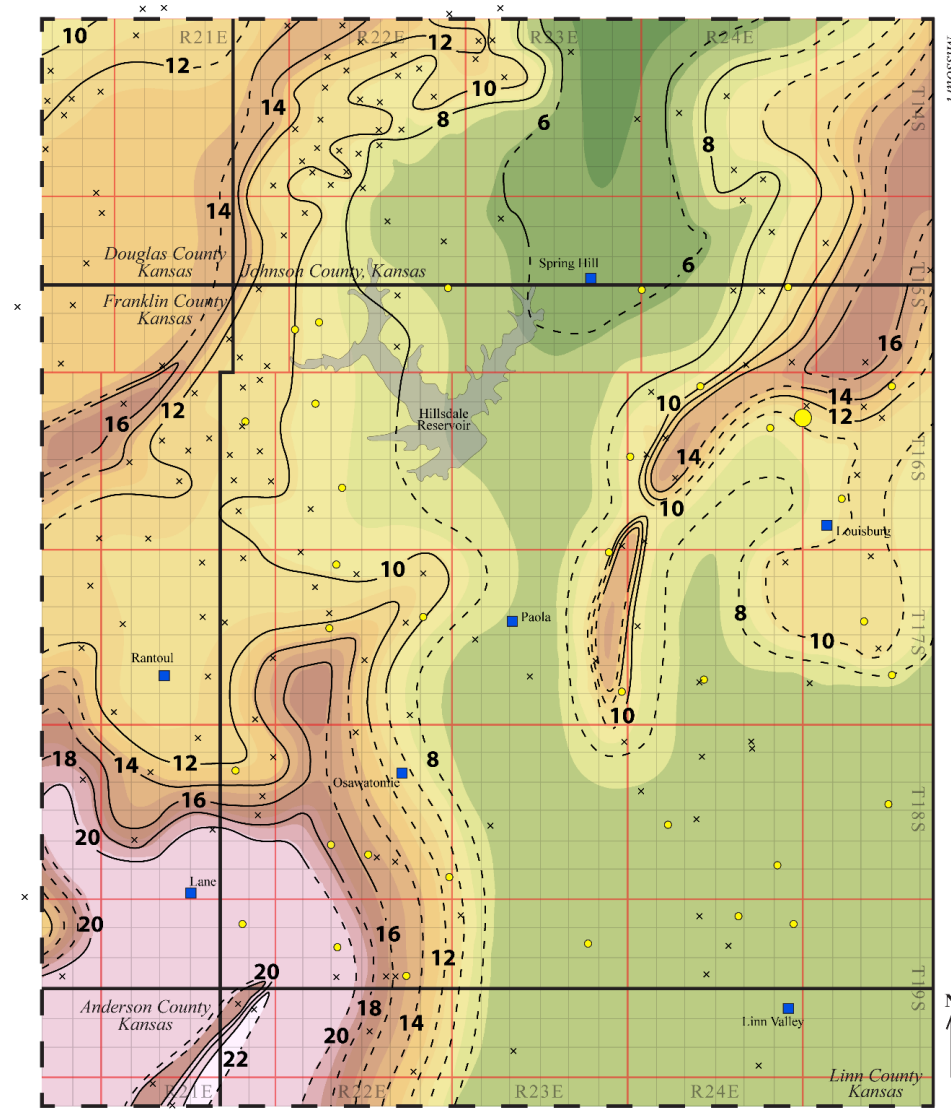 Missouri
10
R21E
R22E
12
R23E
R24E
12
14
10
8
6
8
T14S
14
Douglas County
Kansas
Johnson County, Kansas
Spring Hill
6
T15S
Franklin County
Kansas
16
12
16
Hillsdale
Reservoir
10
14
12
14
T16S
10
Louisburg
10
8
Paola
10
T17S
Rantoul
10
18
14
12
8
Osawatomie
16
T18S
20
Lane
20
16
12
20
T19S
Anderson County
Kansas
18
14
20
22
Linn Valley
Linn County
Kansas
R21E
R22E
R23E
R24E
N